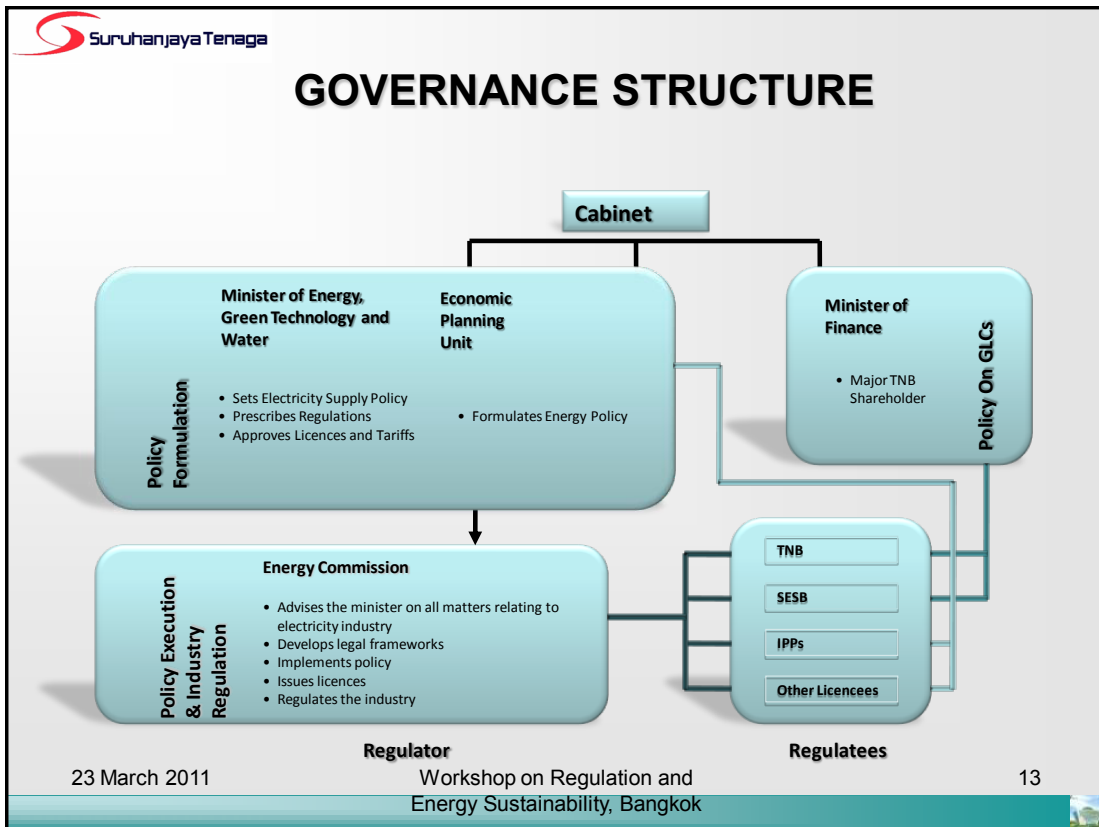 Suruhanjaya Tenaga
GOVERNANCE STRUCTURE
Cabinet
Policy
Formulation
Minister of Energy,
Green Technology and
Water
• Sets Electricity Supply Policy
• Prescribes Regulations
• Approves Licences and Tariffs
Economic
Planning
Unit
• Formulates Energy Policy
Minister of
Finance
• Major TNB
Shareholder
Policy On GLCs
Policy Execution
& Industry
Regulation
Energy Commission
• Advises the minister on all matters relating to
electricity industry
• Develops legal frameworks
• Implements policy
• Issues licences
• Regulates the industry
TNB
SESB
IPPs
Other Licencees
Regulator
Regulatees
23 March 2011
Workshop on Regulation and
Energy Sustainability, Bangkok
13